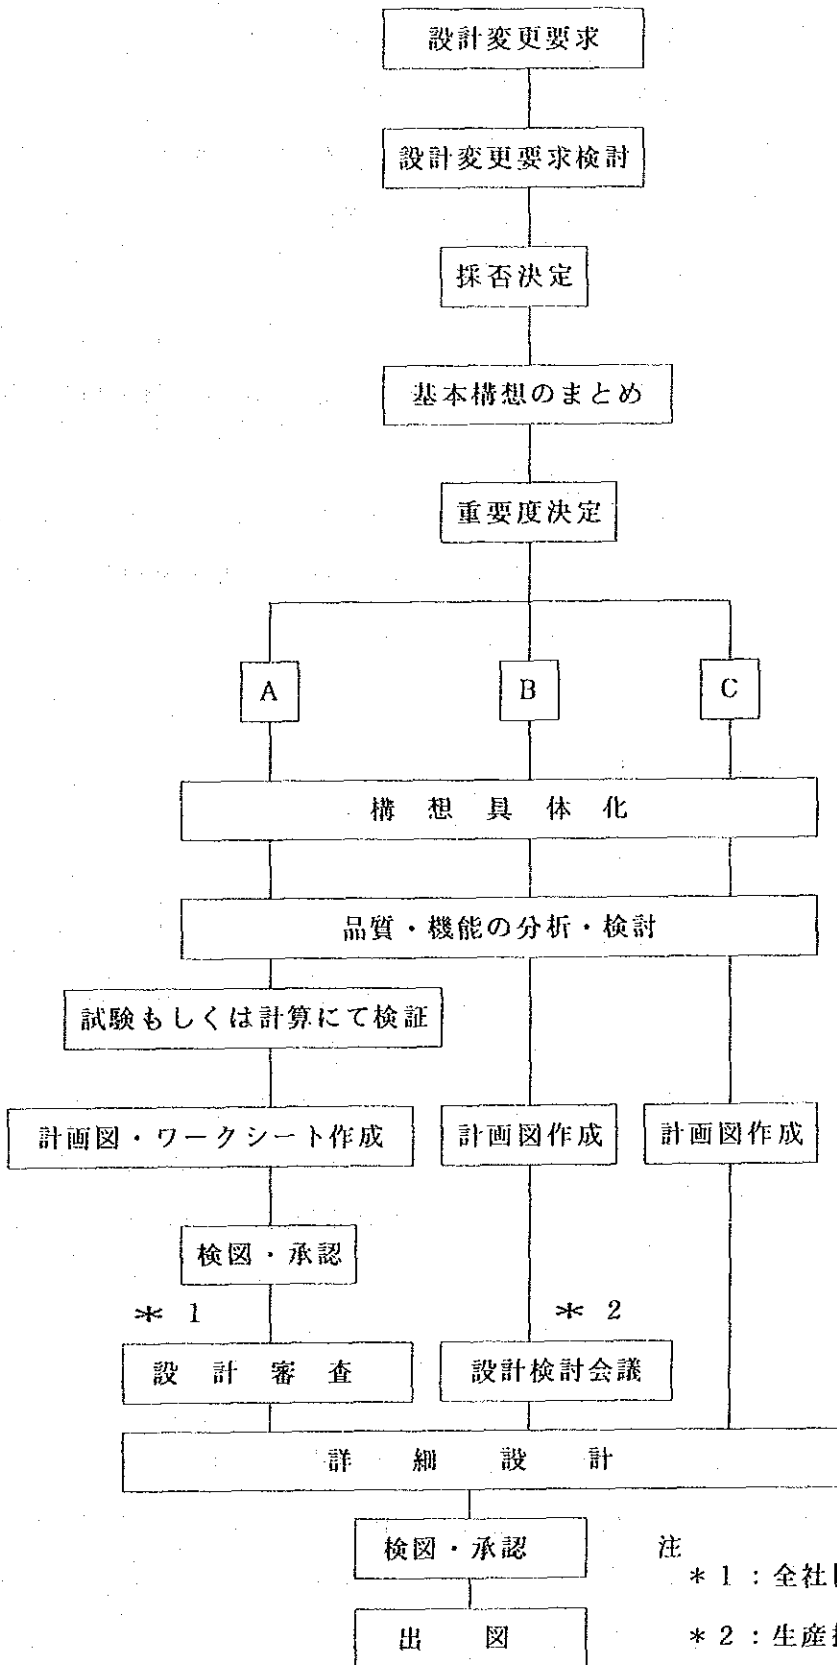 設計変更要求
設計変更要求検討
採否決定
基本構想のまとめ
重要度決定
A B C
構想具体化
品質・機能の分析・検討
試験もしくは計算にて検証
計画図・ワークシート作成 計画図作成 計画図作成
検図・承認
* 1 * 2
設計審査 設計検討会議
詳細設計
検図・承認
注
* 1 : 全社
出図
* 2 : 生産